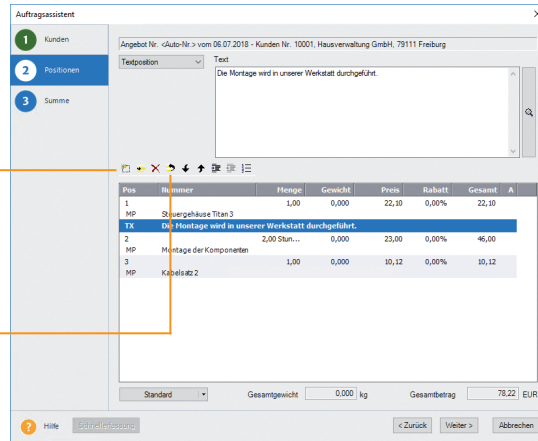 Auftragsassistent
1 Kunden
2 Positionen
3 Summe
Angebot Nr. <Auto-Nr.> vom 06.07.2018 - Kunden Nr. 10001, Hausverwaltung GmbH, 79111 Freiburg
Textposition
Text
Die Montage wird in unserer Werkstatt durchgeführt.
Pos Nummer Menge Gewicht Preis Rabatt Gesamt A
1 1,00 0,000 22,10 0,00% 22,10
MP Steuergehäuse Titan 3
TX Die Montage wird in unserer Werkstatt durchgeführt.
2 2,00 Stun... 0,000 23,00 0,00% 46,00
MP Montage der Komponenten
3 1,00 0,000 10,12 0,00% 10,12
MP Kabelsatz 2
Standard Gesamtgewicht 0,000 kg Gesamtbetrag 78,22 EUR
? Hilfe Schnellerfassung < Zurück Weiter > Abbrechen